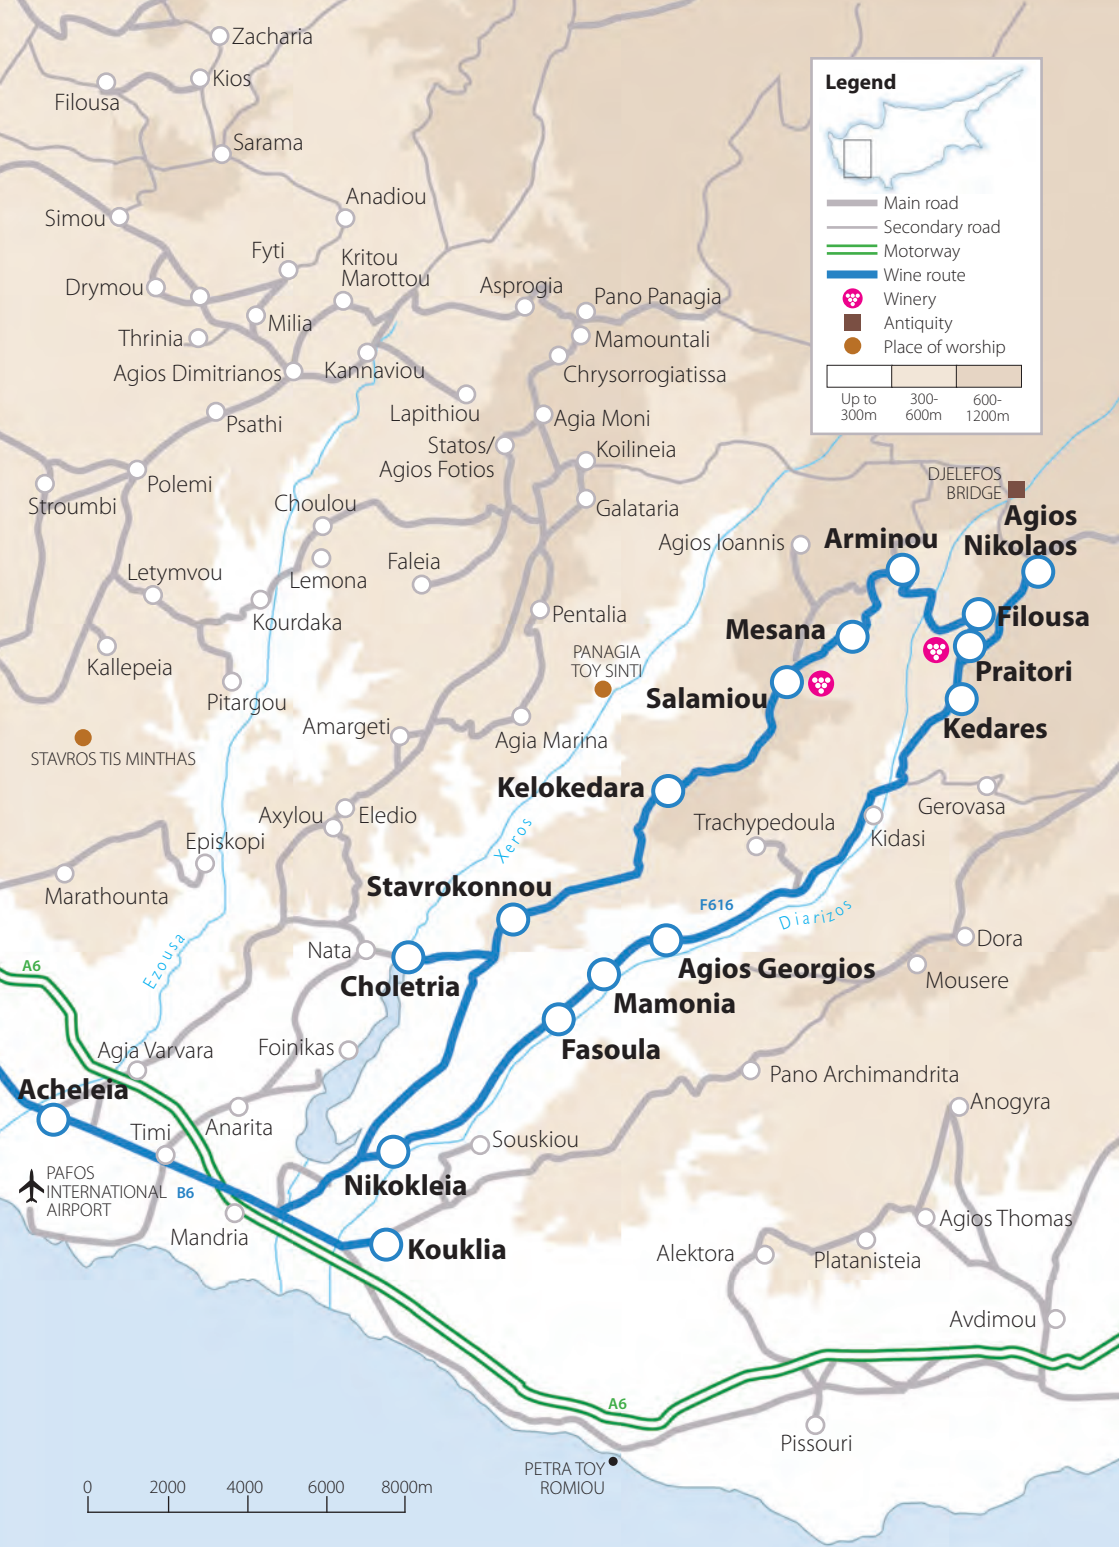 Zacharia
Kios
Filousa
Sarama
Legend
Main road
Secondary road
Motorway
Wine route
Winery
Antiquity
Place of worship
Up to
300m
300-
600m
600-
1200m
Anadiou
Simou
Fyti
Kritou
Marottou
Drymou
Asprogia
Pano Panagia
Milia
Thrinia
Mamountali
Agios Dimitrianos
Kannaviou
Chrysorrogiatissa
Lapithiou
Psathi
Agia Moni
Statos/
Agios Fotios
Koilineia
Polemi
Stroumbi
Choulou
Galataria
DJELEFOS
BRIDGE
Agios
Nikolaos
Agios Ioannis
Arminou
Letymvou
Lemona
Faleia
Kourdaka
Pentalia
Filousa
Mesana
Kallepeia
PANAGIA
TOY SINTI
Praitori
Pitargou
Salamiou
Amargeti
Agia Marina
Kedares
STAVROS TIS MINTHAS
Kelokedara
Gerovasa
Axylou
Eledio
Trachypedoula
Kidasi
Episkopi
Xeros
Marathounta
Stavrokonnou
F616
Diarizos
Ezousa
Nata
Dora
A6
Choletria
Agios Georgios
Mousere
Mamonia
Agia Varvara
Foinikas
Fasoula
Pano Archimandrita
Acheleia
Anogyra
Timi
Anarita
Souskiou
PAFOS
INTERNATIONAL
AIRPORT
B6
Nikokleia
Mandria
Kouklia
Agios Thomas
Alektora
Platanisteia
Avdimou
A6
Pissouri
PETRA TOY
ROMIOU
0 2000 4000 6000 8000m